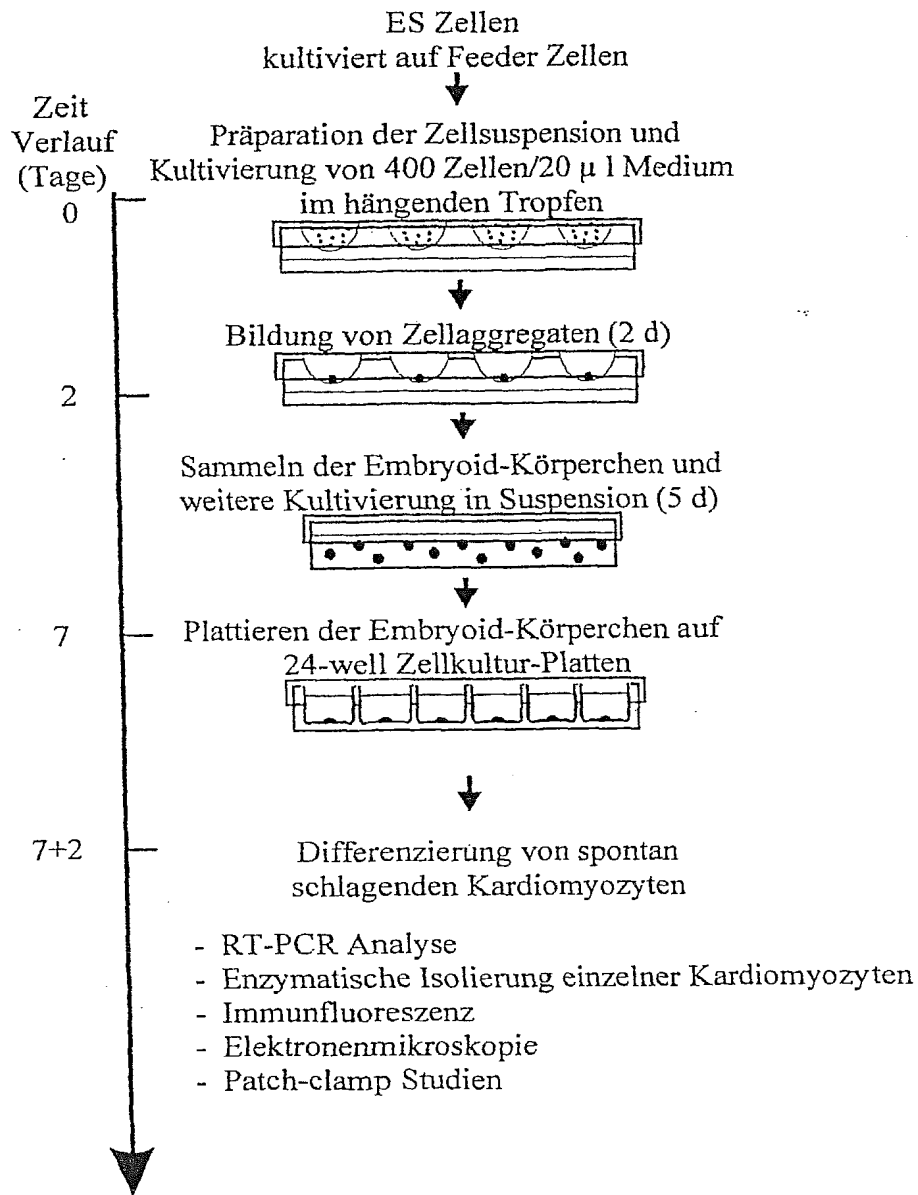 ES Zellen
kultiviert auf Feeder Zellen
Zeit
Verlauf
(Tage)
Präparation der Zellsuspension und
Kultivierung von 400 Zellen/20 µ l Medium
im hängenden Tropfen
0
Bildung von Zellaggregaten (2 d)
2
Sammeln der Embryoid-Körperchen und
weitere Kultivierung in Suspension (5 d)
7
Plattieren der Embryoid-Körperchen auf
24-well Zellkultur-Platten
7+2
Differenzierung von spontan
schlagenden Kardiomyozyten
- RT-PCR Analyse
- Enzymatische Isolierung einzelner Kardiomyozyten
- Immunfluoreszenz
- Elektronenmikroskopie
- Patch-clamp Studien